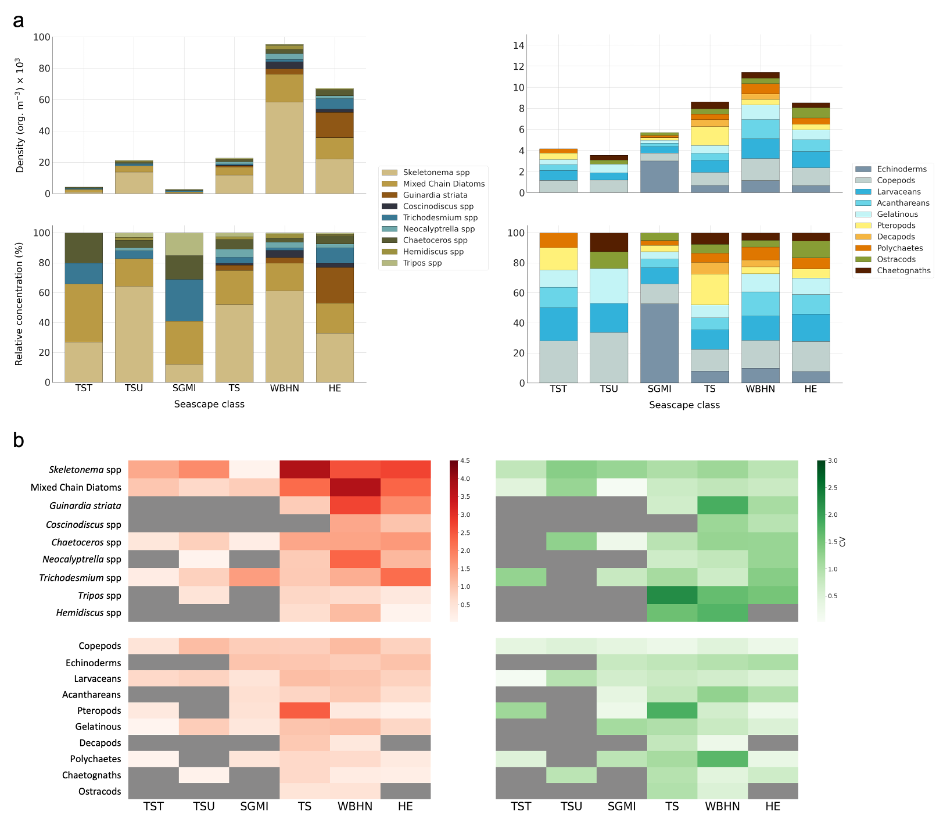 a
Density (org. m⁻³) × 10³
100
80
60
40
20
0
14
12
10
8
6
4
2
0
Skeletonema spp
Mixed Chain Diatoms
Guinardia striata
Coscinodiscus spp
Trichodesmium spp
Neocalyptrella spp
Chaetoceros spp
Hemidiscus spp
Tripos spp
Echinoderms
Copepods
Larvaceans
Acanthareans
Gelatinous
Pteropods
Decapods
Polychaetes
Ostracods
Chaetognaths
Relative concentration (%)
100
80
60
40
20
0
TST TSU SGMI TS WBHN HE
Seascape class
100
80
60
40
20
0
TST TSU SGMI TS WBHN HE
Seascape class
b
Skeletonema spp
Mixed Chain Diatoms
Guinardia striata
Coscinodiscus spp
Chaetoceros spp
Neocalyptrella spp
Trichodesmium spp
Tripos spp
Hemidiscus spp
4.5
4.0
3.5
3.0
2.5
2.0
1.5
1.0
0.5
3.0
2.5
2.0
1.5
1.0
0.5
CV
Copepods
Echinoderms
Larvaceans
Acanthareans
Pteropods
Gelatinous
Decapods
Polychaetes
Chaetognaths
Ostracods
TST TSU SGMI TS WBHN HE
TST TSU SGMI TS WBHN HE